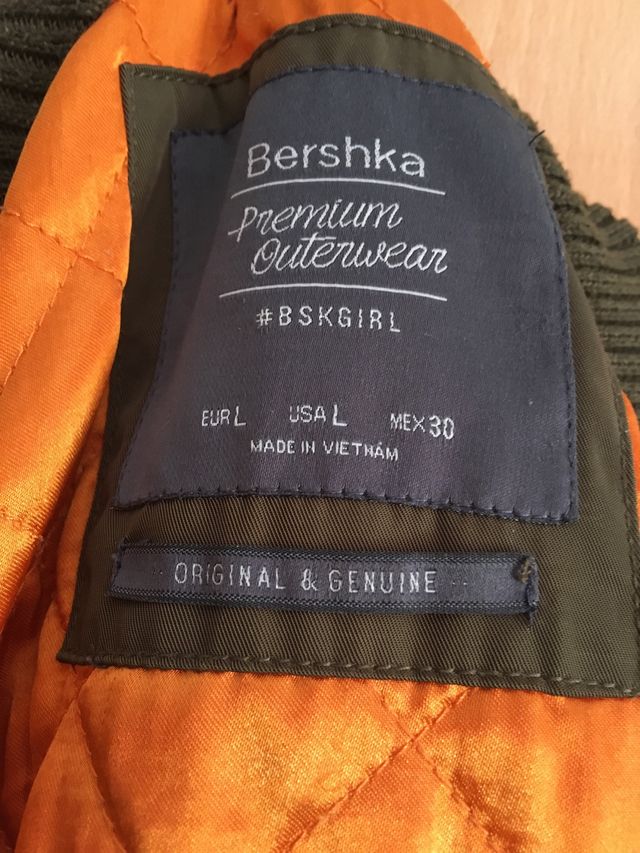 Bershka
Premium
Outerwear
#BSKGIRL
EUR L USA L MEX 30
MADE IN VIETNAM
ORIGINAL & GENUINE